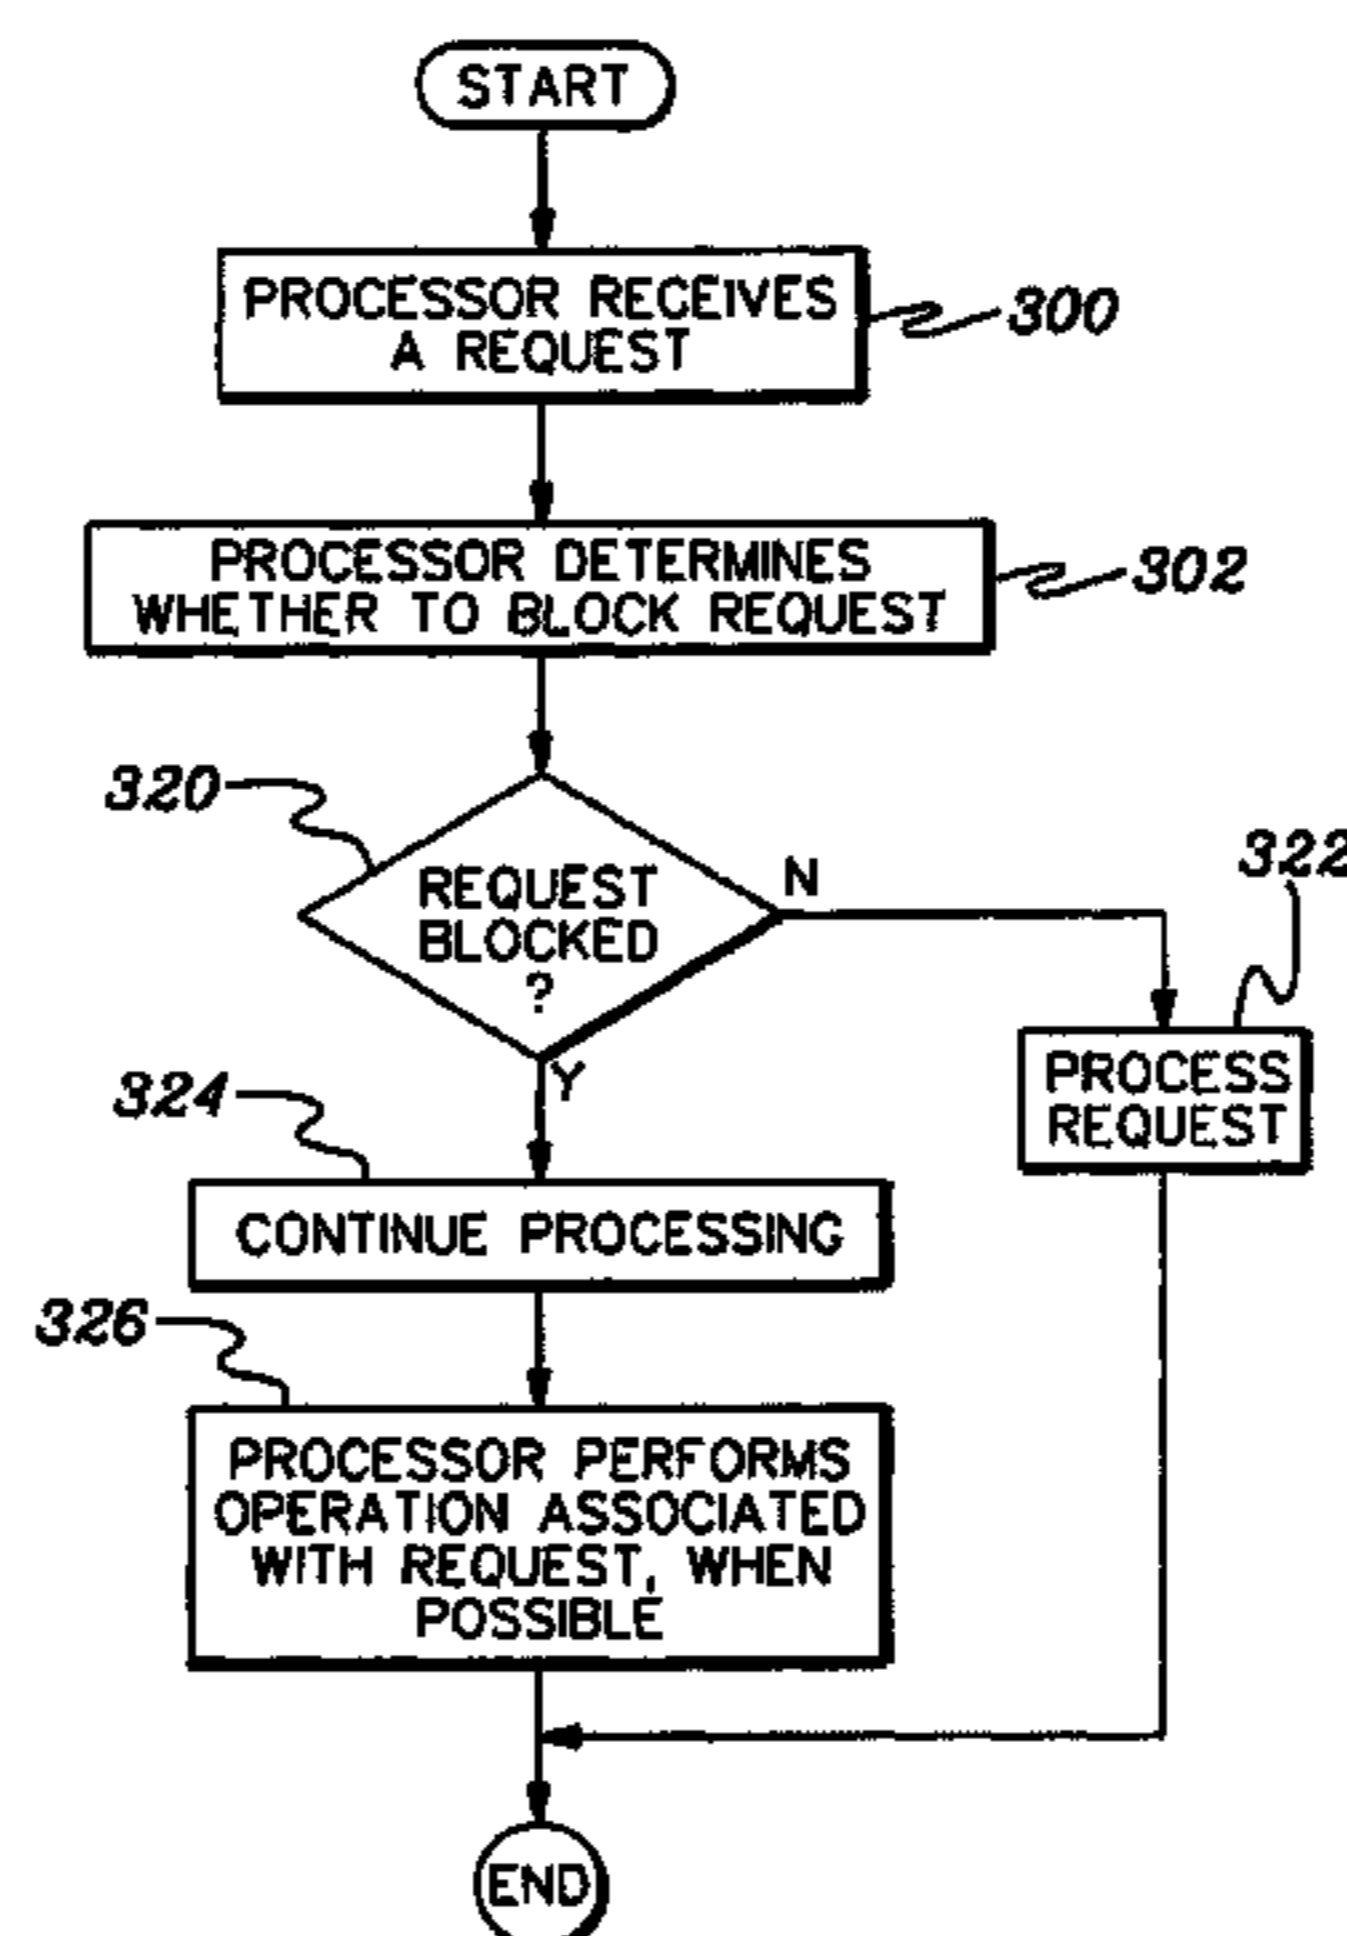 START
PROCESSOR RECEIVES
A REQUEST
300
PROCESSOR DETERMINES
WHETHER TO BLOCK REQUEST
302
320
REQUEST
BLOCKED
?
N
322
Y
PROCESS
REQUEST
324
CONTINUE PROCESSING
326
PROCESSOR PERFORMS
OPERATION ASSOCIATED
WITH REQUEST, WHEN
POSSIBLE
END